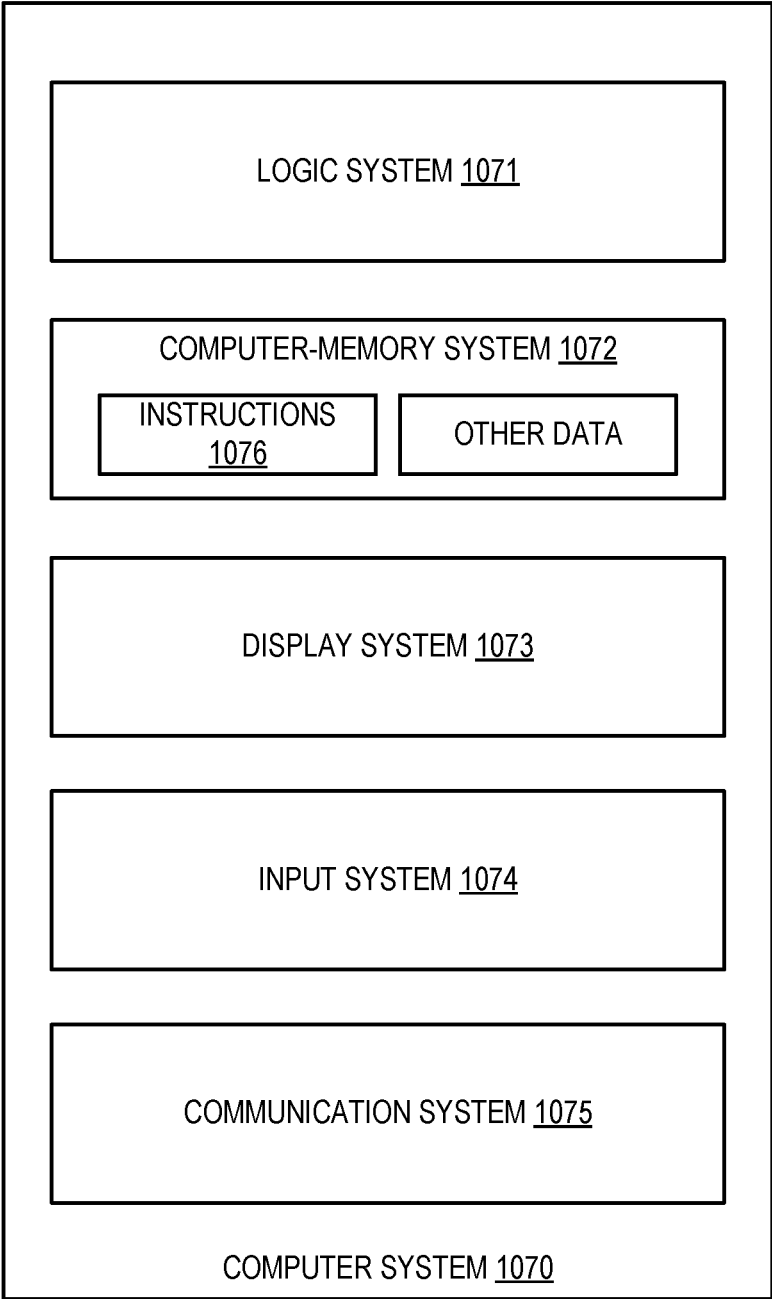 LOGIC SYSTEM 1071
COMPUTER-MEMORY SYSTEM 1072
INSTRUCTIONS
1076
OTHER DATA
DISPLAY SYSTEM 1073
INPUT SYSTEM 1074
COMMUNICATION SYSTEM 1075
COMPUTER SYSTEM 1070